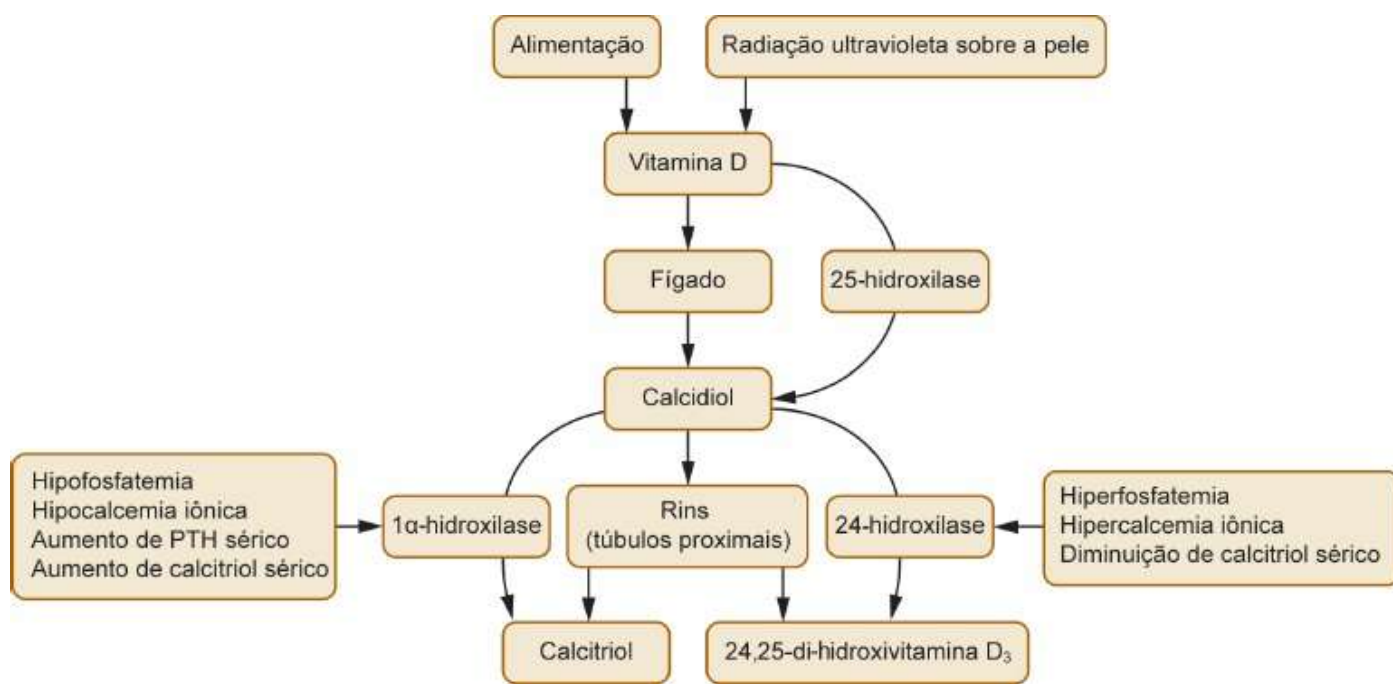 Alimentação
Radiação ultravioleta sobre a pele
Vitamina D
Fígado
25-hidroxilase
Calcidiol
Hipofosfatemia
Hipocalcemia iônica
Aumento de PTH sérico
Aumento de calcitriol sérico
1α-hidroxilase
Rins
(túbulos proximais)
24-hidroxilase
Hiperfosfatemia
Hipercalcemia iônica
Diminuição de calcitriol sérico
Calcitriol
24,25-di-hidroxivitamina D₃